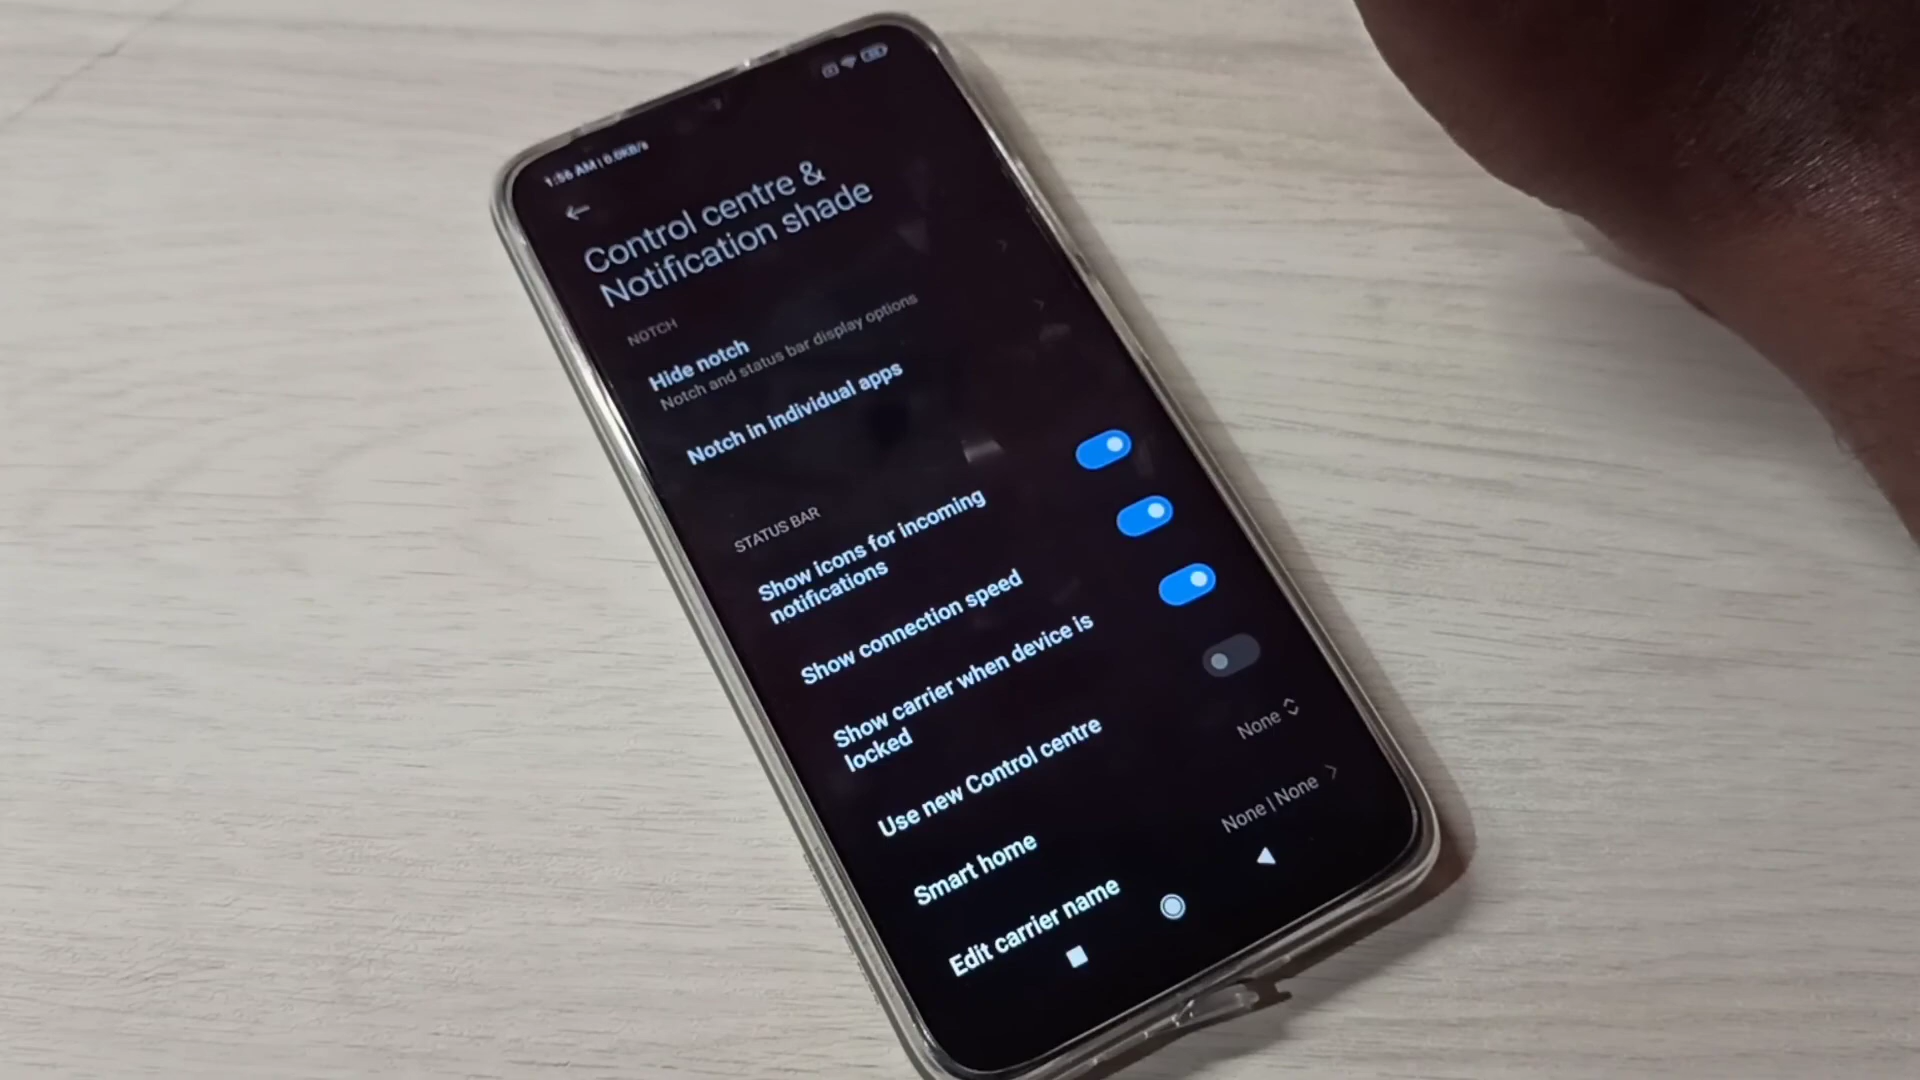 1:56 AM | 0.0KB/s
Control centre &
Notification shade
NOTCH
Hide notch
Notch and status bar display options
Notch in individual apps
STATUS BAR
Show icons for incoming
notifications
Show connection speed
Show carrier when device is
locked
Use new Control centre
Smart home
None
Edit carrier name
None | None